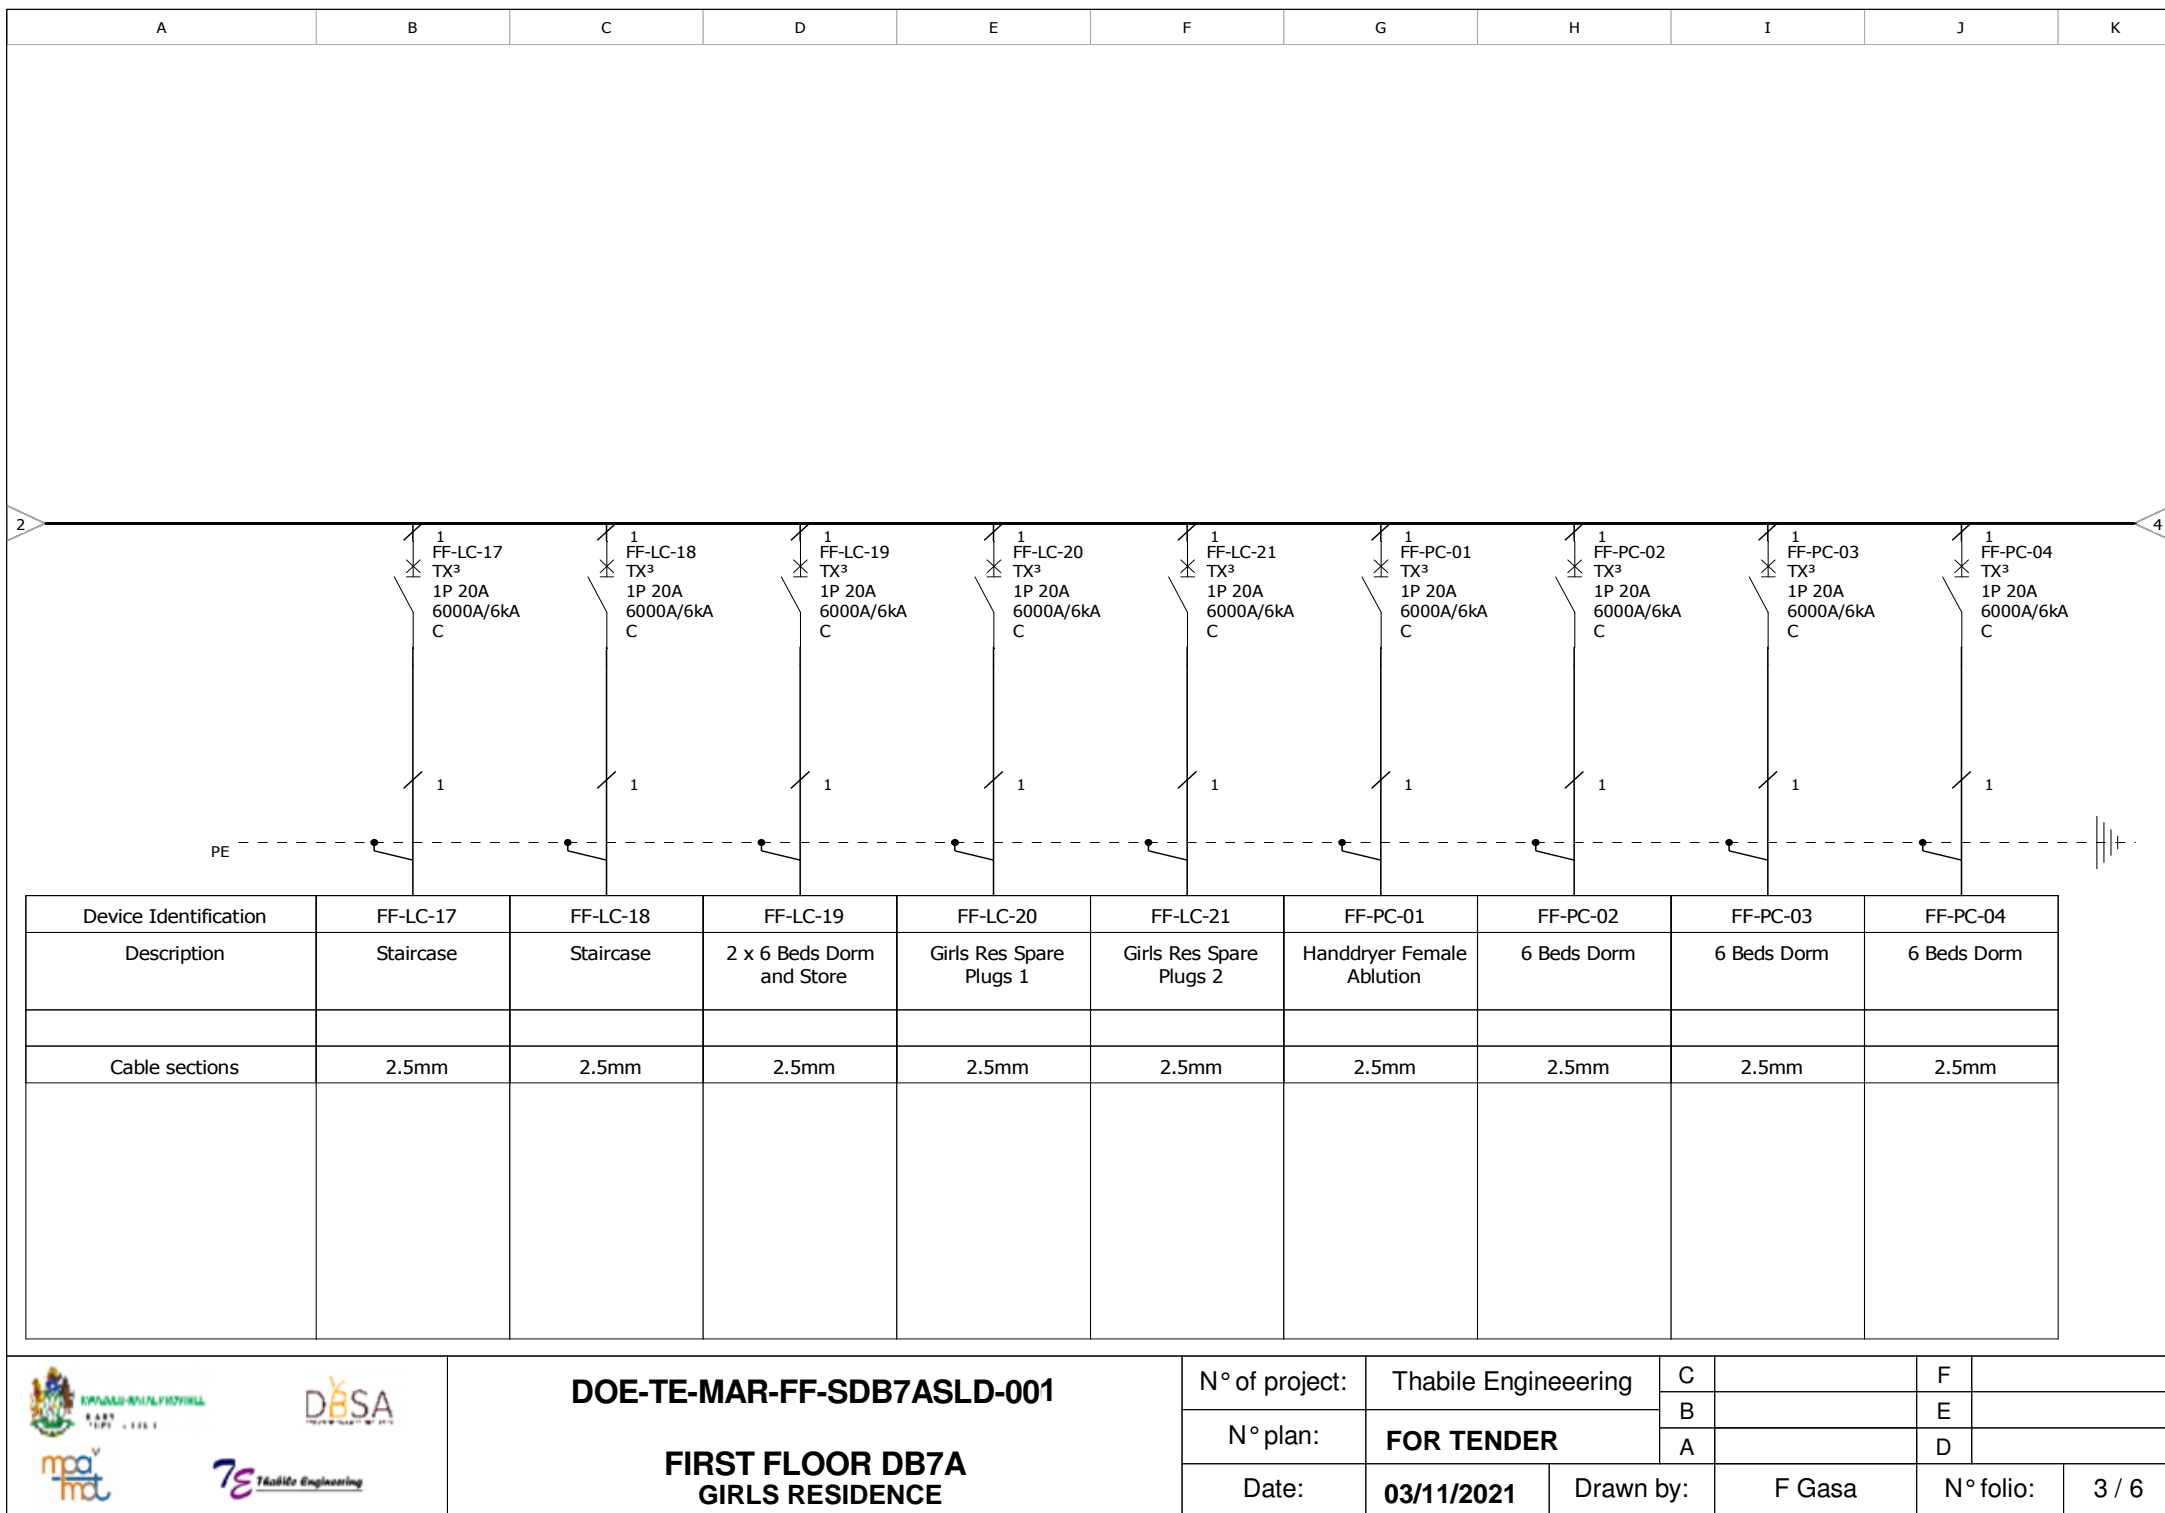 A B C D E F G H I J K
2 4
1 1 1 1 1 1 1 1 1
FF-LC-17 FF-LC-18 FF-LC-19 FF-LC-20 FF-LC-21 FF-PC-01 FF-PC-02 FF-PC-03 FF-PC-04
TX³ TX³ TX³ TX³ TX³ TX³ TX³ TX³ TX³
1P 20A 1P 20A 1P 20A 1P 20A 1P 20A 1P 20A 1P 20A 1P 20A 1P 20A
6000A/6kA 6000A/6kA 6000A/6kA 6000A/6kA 6000A/6kA 6000A/6kA 6000A/6kA 6000A/6kA 6000A/6kA
C C C C C C C C C
1 1 1 1 1 1 1 1 1
PE
Device Identification FF-LC-17 FF-LC-18 FF-LC-19 FF-LC-20 FF-LC-21 FF-PC-01 FF-PC-02 FF-PC-03 FF-PC-04
Description Staircase Staircase 2 x 6 Beds Dorm Girls Res Spare Girls Res Spare Handdryer Female 6 Beds Dorm 6 Beds Dorm 6 Beds Dorm
and Store Plugs 1 Plugs 2 Ablution
Cable sections 2.5mm 2.5mm 2.5mm 2.5mm 2.5mm 2.5mm 2.5mm 2.5mm 2.5mm
DBSA
mpa
mdt
TE Thabile Engineering
DOE-TE-MAR-FF-SDB7ASLD-001
FIRST FLOOR DB7A
GIRLS RESIDENCE
N° of project: Thabile Engineeering C F
B E
N° plan: FOR TENDER A D
Date: 03/11/2021 Drawn by: F Gasa N° folio: 3 / 6